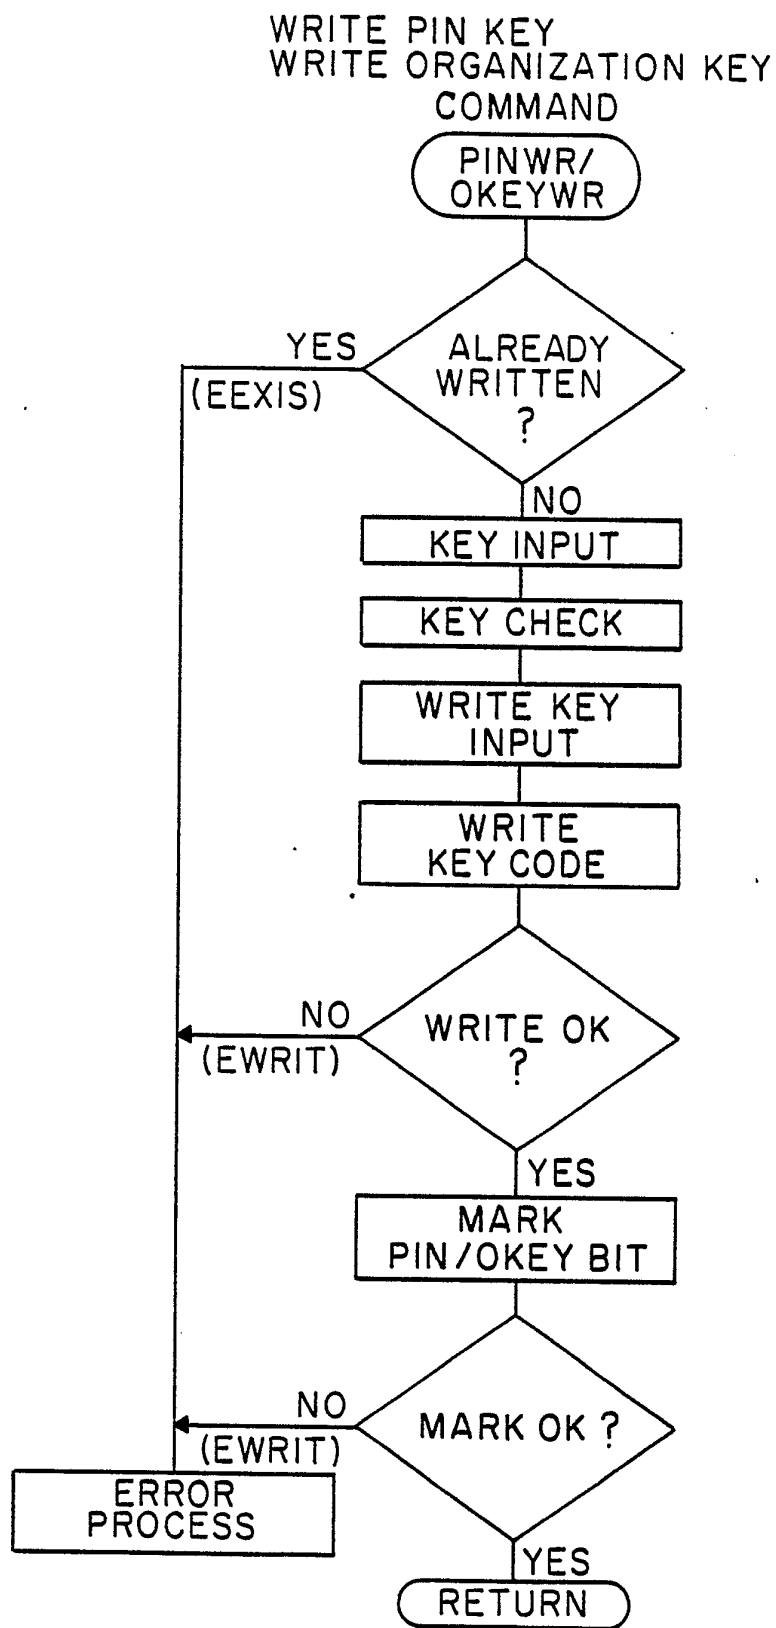 WRITE PIN KEY
WRITE ORGANIZATION KEY
COMMAND
PINWR/
OKEYWR
YES
(EEXIS)
ALREADY
WRITTEN
?
NO
KEY INPUT
KEY CHECK
WRITE KEY
INPUT
WRITE
KEY CODE
NO
(EWRIT)
WRITE OK
?
YES
MARK
PIN/OKEY BIT
NO
(EWRIT)
MARK OK ?
ERROR
PROCESS
YES
RETURN